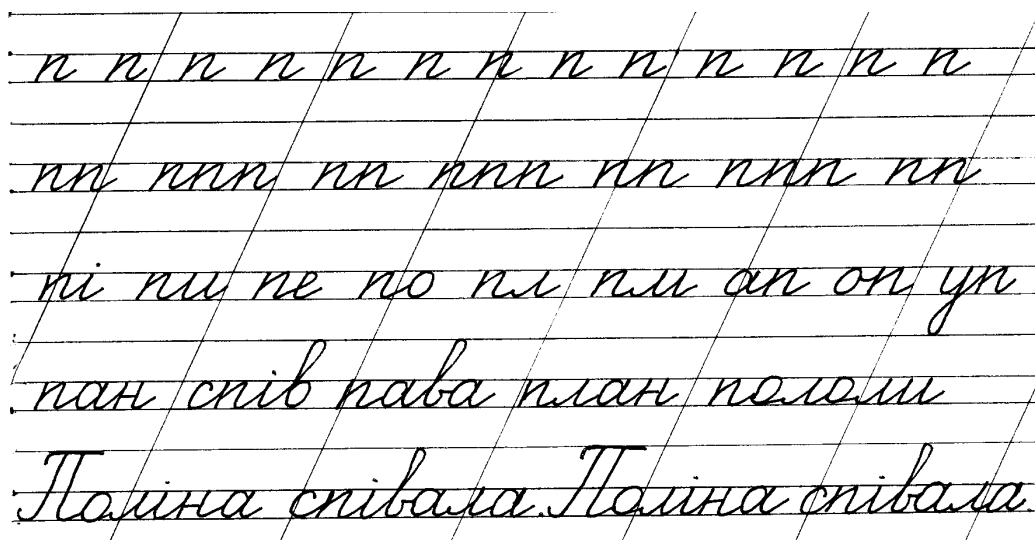 п п п п п п п п п п п п п
пп ппп пп ппп пп ппп пп
пі пи пе по пл пм ап оп уп
пан спів пава план пололи
Поліна співала. Поліна співала.